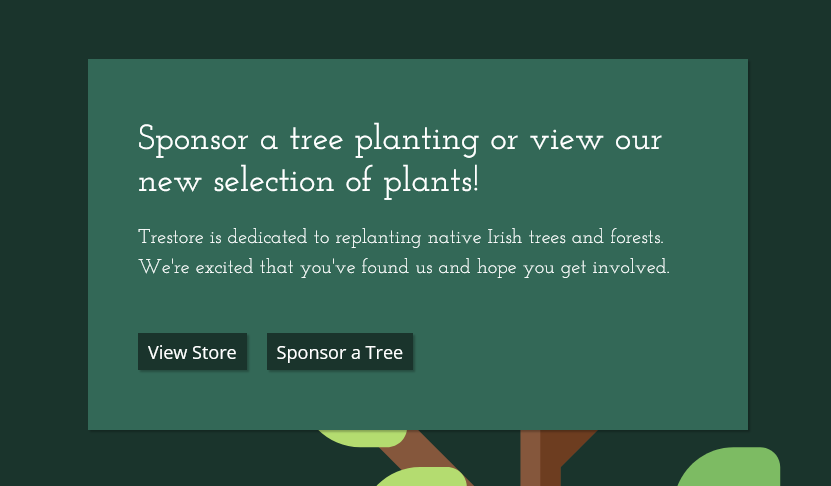 Sponsor a tree planting or view our
new selection of plants!
Trestore is dedicated to replanting native Irish trees and forests.
We're excited that you've found us and hope you get involved.
View Store
Sponsor a Tree